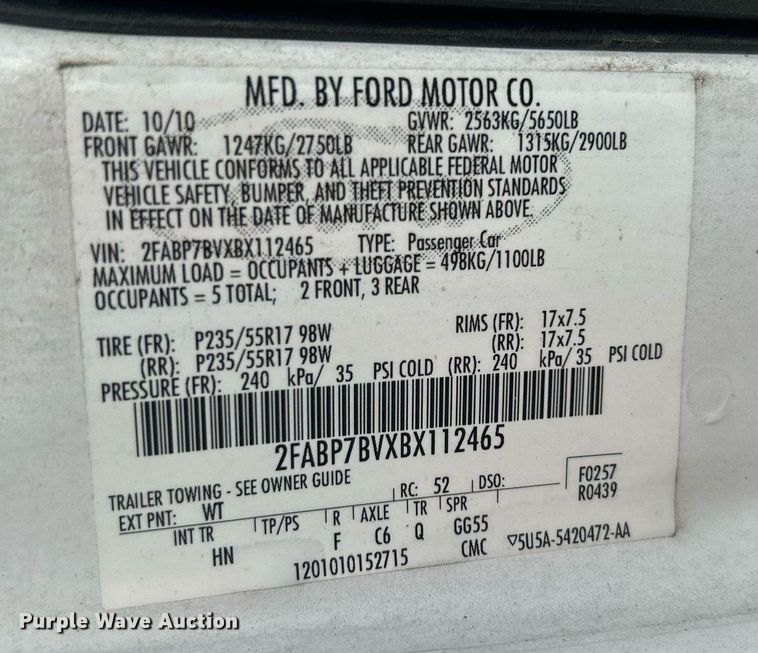 MFD. BY FORD MOTOR CO.
DATE: 10/10 GVWR: 2563KG/5650LB
FRONT GAWR: 1247KG/2750LB REAR GAWR: 1315KG/2900LB
THIS VEHICLE CONFORMS TO ALL APPLICABLE FEDERAL MOTOR
VEHICLE SAFETY, BUMPER, AND THEFT PREVENTION STANDARDS
IN EFFECT ON THE DATE OF MANUFACTURE SHOWN ABOVE.
VIN: 2FABP7BVXBX112465 TYPE: Passenger Car
MAXIMUM LOAD = OCCUPANTS + LUGGAGE = 498KG/1100LB
OCCUPANTS = 5 TOTAL; 2 FRONT, 3 REAR
TIRE (FR): P235/55R17 98W RIMS (FR): 17x7.5
(RR): P235/55R17 98W (RR): 17x7.5
PRESSURE (FR): 240 kPa/ 35 PSI COLD (RR): 240 kPa/ 35 PSI COLD
2FABP7BVXBX112465
TRAILER TOWING - SEE OWNER GUIDE RC: 52 DSO: F0257
EXT PNT: WT R0439
INT TR TP/PS R AXLE TR SPR
HN F C6 Q GG55
1201010152715 CMC ▽5U5A-5420472-AA
Purple Wave Auction